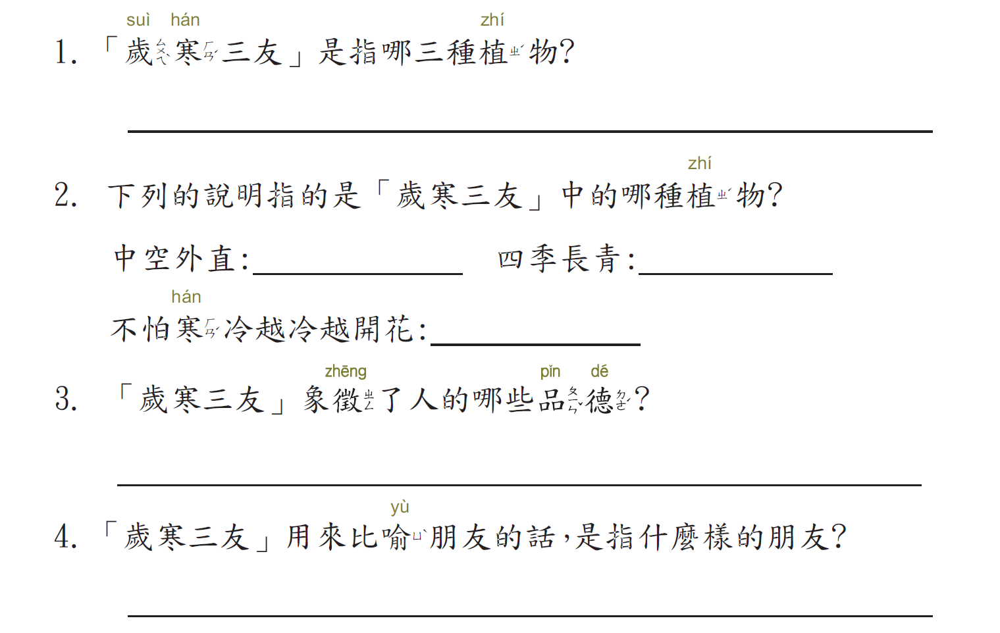 suì hán zhí
1. 「歲ㄙㄨㄟˋ寒ㄏㄢˊ三友」是指哪三種植ㄓˊ物?
zhí
2. 下列的說明指的是「歲寒三友」中的哪種植ㄓˊ物?
中空外直: 四季長青:
hán
不怕寒ㄏㄢˊ冷越冷越開花:
zhēng pǐn dé
3. 「歲寒三友」象徵ㄓㄥ了人的哪些品ㄆㄧㄣˇ德ㄉㄜˊ?
yù
4. 「歲寒三友」用來比喻ㄩˋ朋友的話,是指什麼樣的朋友?